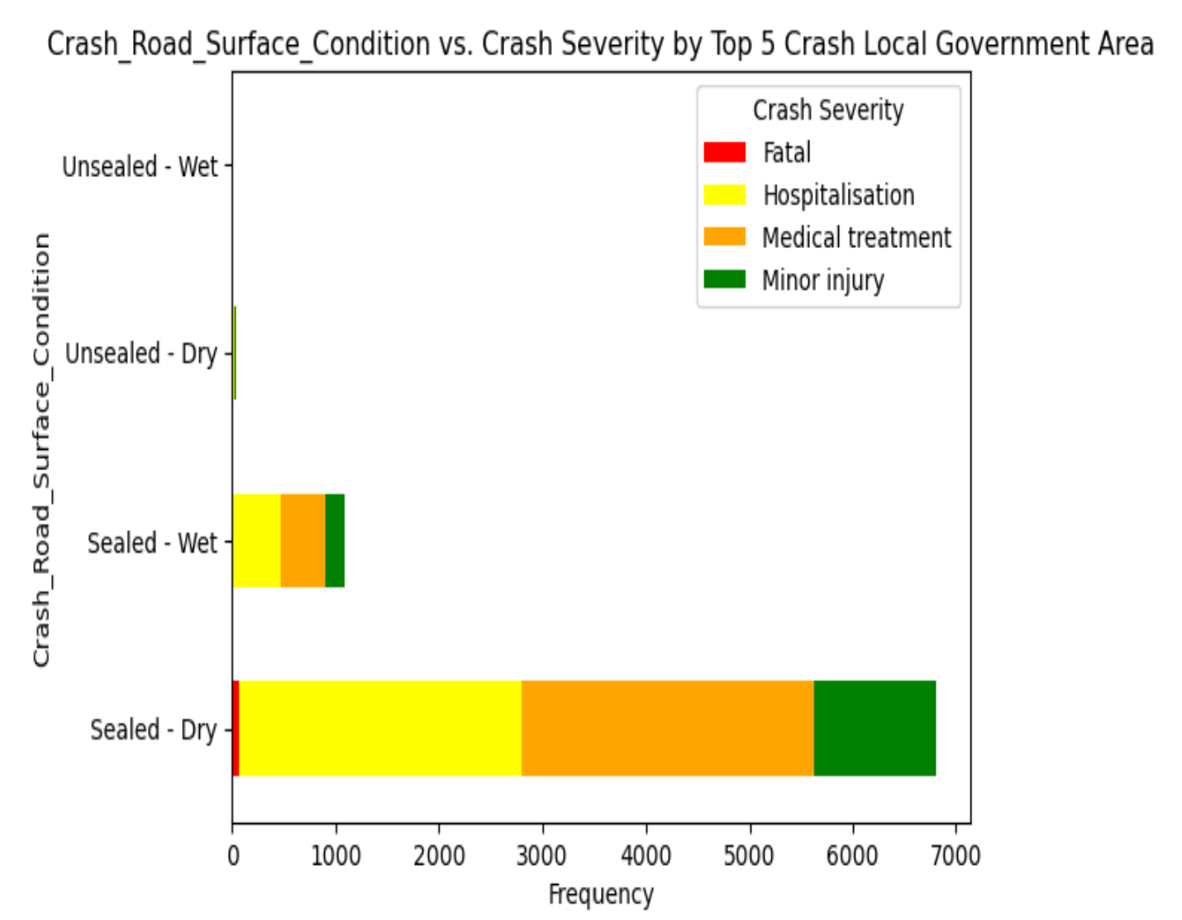 Crash_Road_Surface_Condition vs. Crash Severity by Top 5 Crash Local Government Area
Crash Severity
Fatal
Hospitalisation
Medical treatment
Minor injury
Crash_Road_Surface_Condition
Unsealed - Wet
Unsealed - Dry
Sealed - Wet
Sealed - Dry
0 1000 2000 3000 4000 5000 6000 7000
Frequency